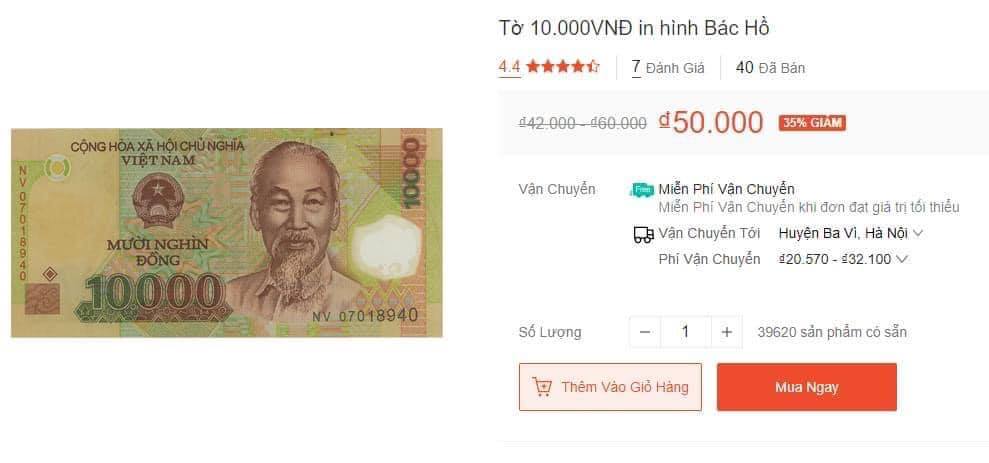 CỘNG HÒA XÃ HỘI CHỦ NGHĨA
VIỆT NAM
10000
NV 07018940
MƯỜI NGHÌN
ĐỒNG
10000
NV 07018940
Tờ 10.000VNĐ in hình Bác Hồ
4.4 7 Đánh Giá 40 Đã Bán
₫42.000 - ₫60.000 ₫50.000 35% GIẢM
Vận Chuyển Free Miễn Phí Vận Chuyển
Miễn Phí Vận Chuyển khi đơn đạt giá trị tối thiểu
Vận Chuyển Tới Huyện Ba Vì, Hà Nội
Phí Vận Chuyển ₫20.570 - ₫32.100
Số Lượng − 1 + 39620 sản phẩm có sẵn
Thêm Vào Giỏ Hàng Mua Ngay